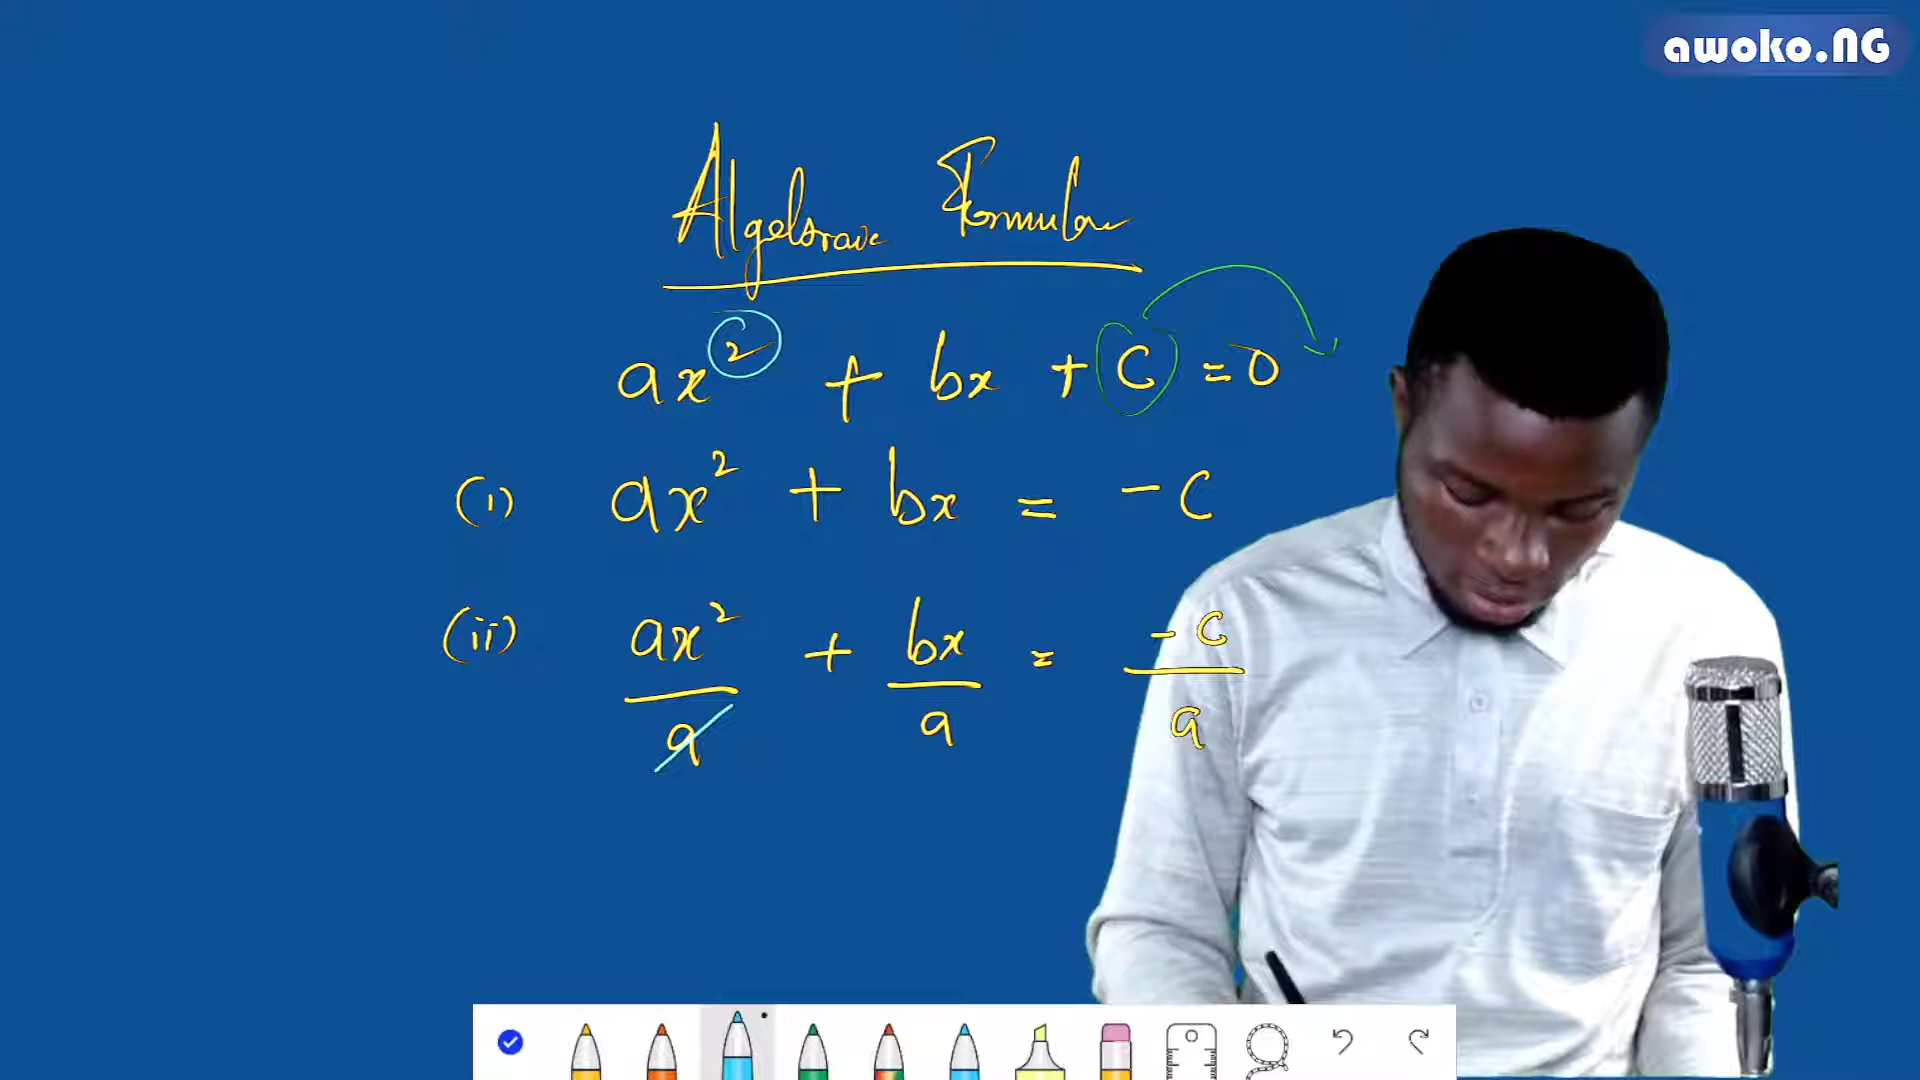 awoko.NG
Algebraic Formula
ax² + bx + c = 0
(i) ax² + bx = -c
(ii) ax²/a + bx/a = -c/a